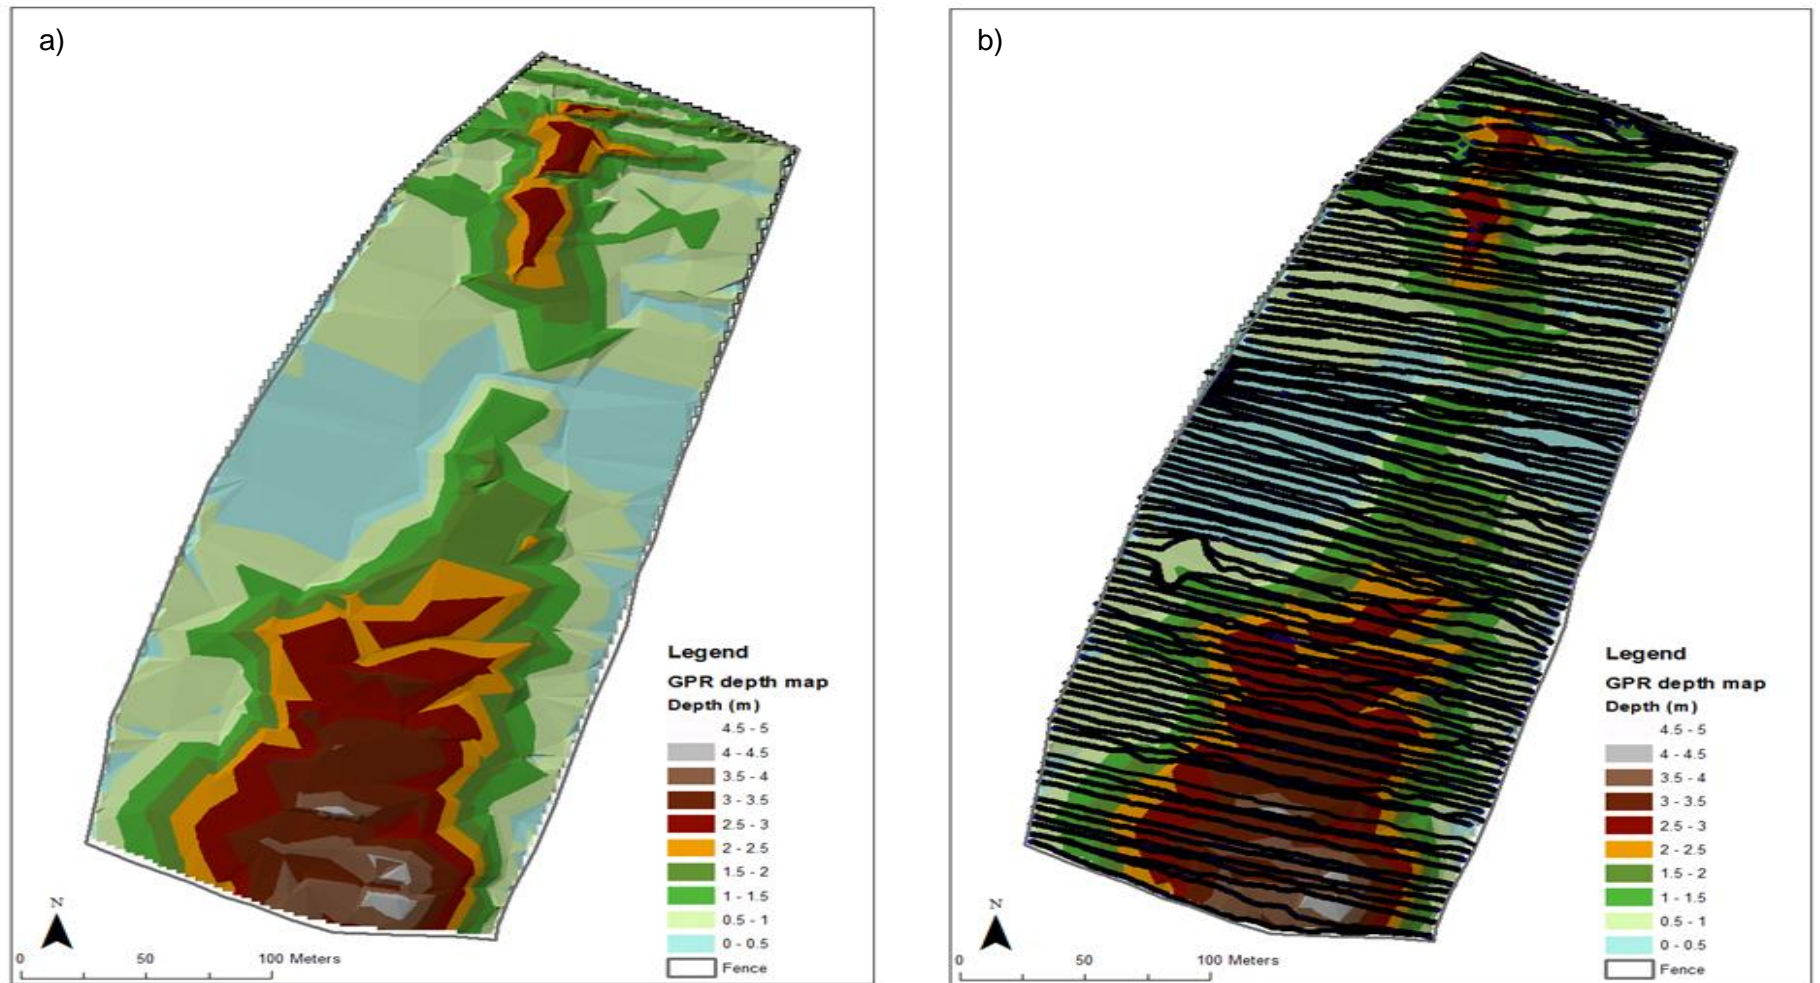 a)
Legend
GPR depth map
Depth (m)
4.5 - 5
4 - 4.5
3.5 - 4
3 - 3.5
2.5 - 3
2 - 2.5
1.5 - 2
1 - 1.5
0.5 - 1
0 - 0.5
Fence
N
0 50 100 Meters
b)
Legend
GPR depth map
Depth (m)
4.5 - 5
4 - 4.5
3.5 - 4
3 - 3.5
2.5 - 3
2 - 2.5
1.5 - 2
1 - 1.5
0.5 - 1
0 - 0.5
Fence
N
0 50 100 Meters